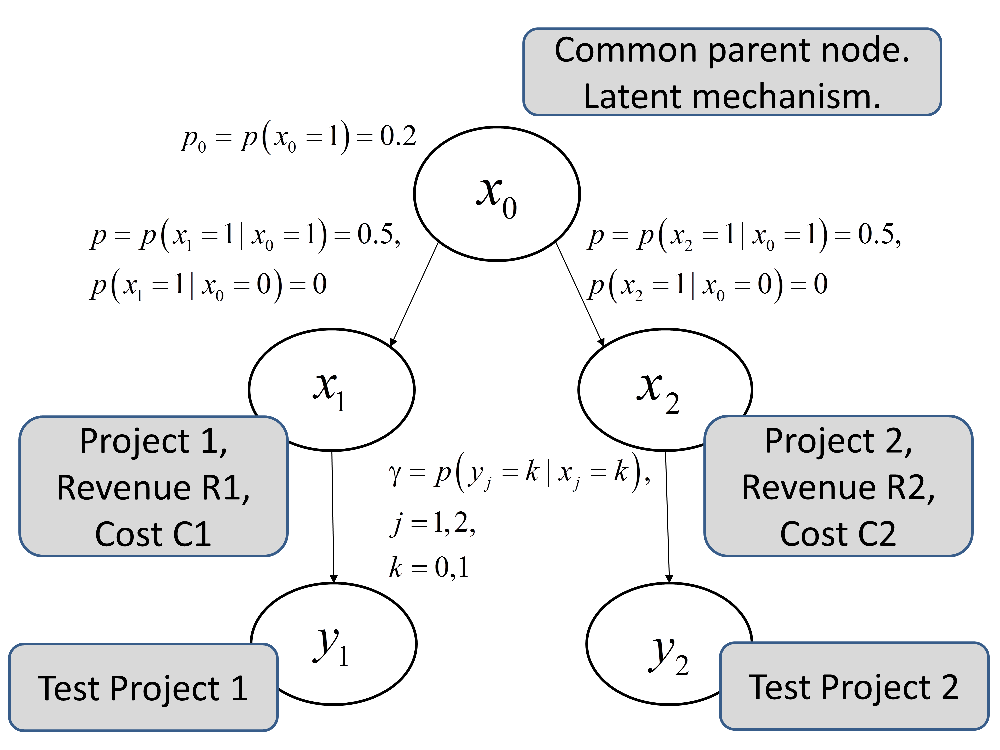 Common parent node.
Latent mechanism.
p₀ = p(x₀ = 1) = 0.2
x₀
p = p(x₁ = 1 | x₀ = 1) = 0.5,
p(x₁ = 1 | x₀ = 0) = 0
p = p(x₂ = 1 | x₀ = 1) = 0.5,
p(x₂ = 1 | x₀ = 0) = 0
x₁
x₂
Project 1,
Revenue R1,
Cost C1
γ = p(yⱼ = k | xⱼ = k),
j = 1,2,
k = 0,1
Project 2,
Revenue R2,
Cost C2
y₁
y₂
Test Project 1
Test Project 2